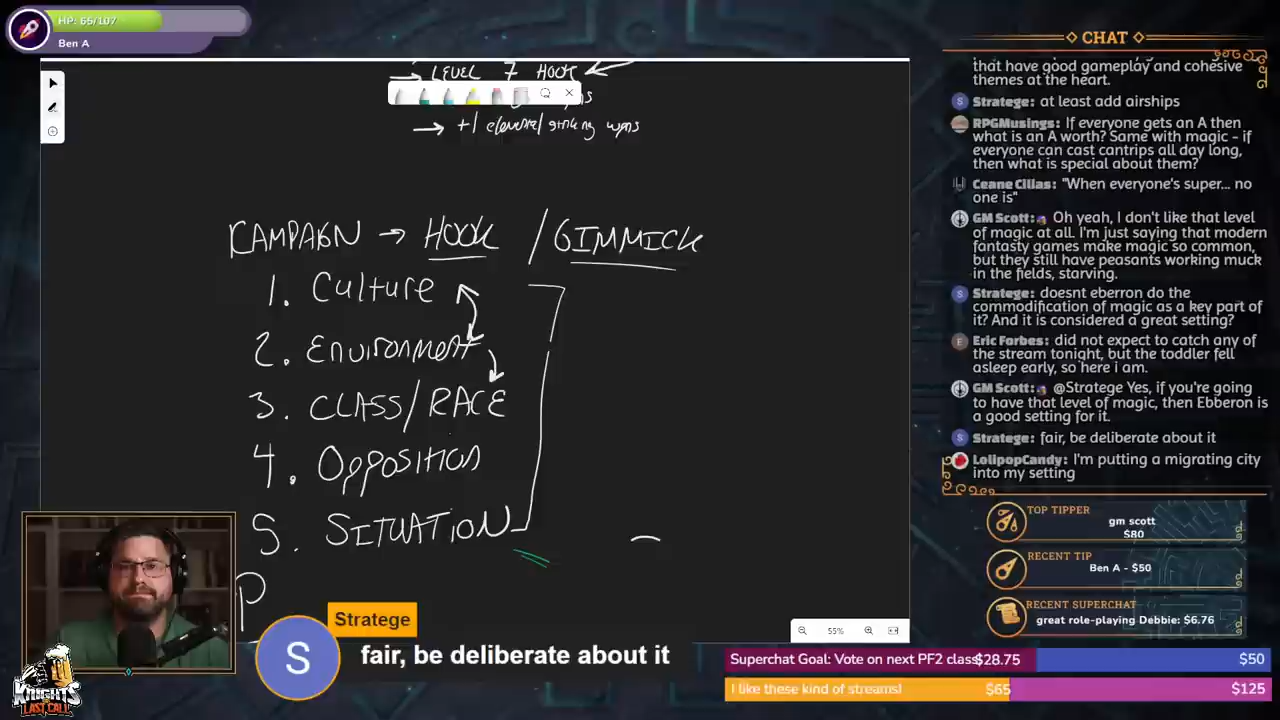 HP: 65/107
Ben A
→ LEVEL 7 HOOK
→ +1 elemental striking wpns
KAMPAIGN → HOOK / GIMMICK
1. Culture
2. Environment
3. CLASS/RACE
4. Opposition
5. SITUATION
P
Stratege
S
fair, be deliberate about it
KNIGHTS
OF
LAST CALL
CHAT
that have good gameplay and cohesive
themes at the heart.
S Stratege: at least add airships
RPGMusings: If everyone gets an A then
what is an A worth? Same with magic - if
everyone can cast cantrips all day long,
then what is special about them?
Ceane Cillas: "When everyone's super... no
one is"
GM Scott: Oh yeah, I don't like that level
of magic at all. I'm just saying that modern
fantasty games make magic so common,
but they still have peasants working muck
in the fields, starving.
S Stratege: doesnt eberron do the
commodification of magic as a key part of
it? And it is considered a great setting?
E Eric Forbes: did not expect to catch any
of the stream tonight, but the toddler fell
asleep early, so here i am.
GM Scott: @Stratege Yes, if you're going
to have that level of magic, then Ebberon is
a good setting for it.
S Stratege: fair, be deliberate about it
LolipopCandy: I'm putting a migrating city
into my setting
TOP TIPPER
gm scott
$80
RECENT TIP
Ben A - $50
RECENT SUPERCHAT
great role-playing Debbie: $6.76
55%
Superchat Goal: Vote on next PF2 class $28.75 $50
I like these kind of streams! $65 $125